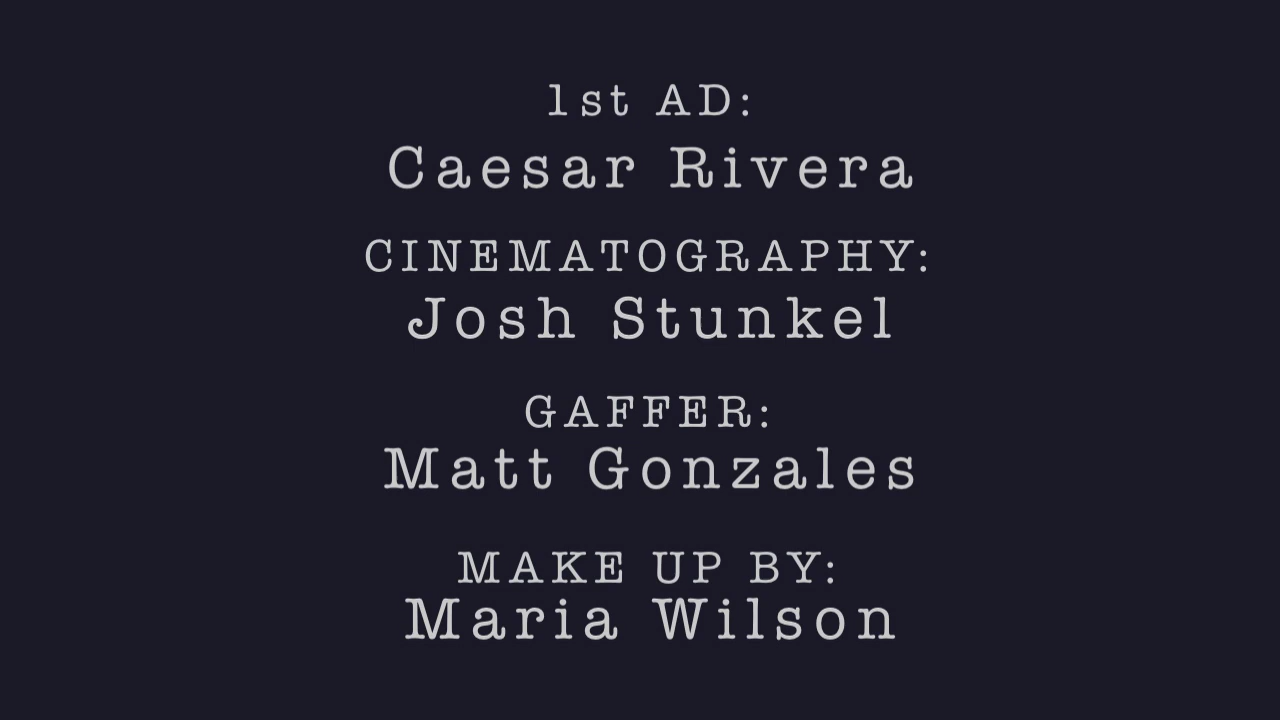 1st AD:
Caesar Rivera
CINEMATOGRAPHY:
Josh Stunkel
GAFFER:
Matt Gonzales
MAKE UP BY:
Maria Wilson